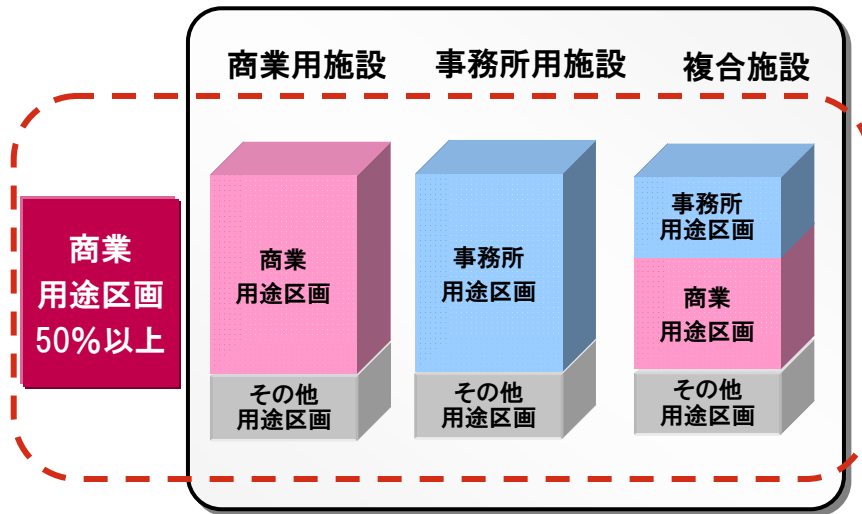 商業用施設
事務所用施設
複合施設
商業
用途区画
50%以上
商業
用途区画
その他
用途区画
事務所
用途区画
その他
用途区画
事務所
用途区画
商業
用途区画
その他
用途区画